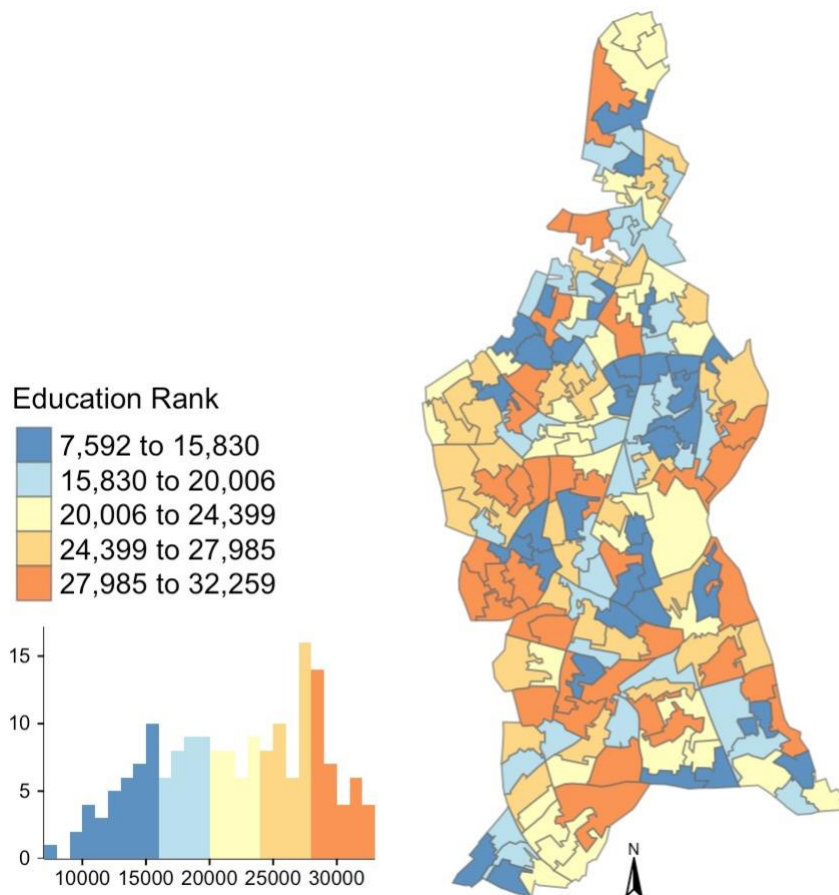 Education Rank
7,592 to 15,830
15,830 to 20,006
20,006 to 24,399
24,399 to 27,985
27,985 to 32,259
15
10
5
0
10000 15000 20000 25000 30000
N